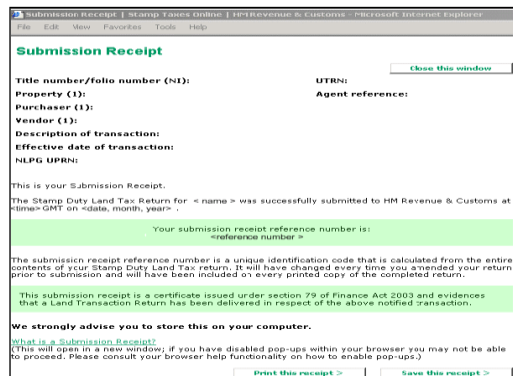 Submission Receipt | Stamp Taxes Online | HM Revenue & Customs - Microsoft Internet Explorer
File Edit View Favorites Tools Help
Submission Receipt
Close this window
Title number/folio number (NI): UTRN:
Property (1): Agent reference:
Purchaser (1):
Vendor (1):
Description of transaction:
Effective date of transaction:
NLPG UPRN:
This is your Submission Receipt.
The Stamp Duty Land Tax Return for < name > was successfully submitted to HM Revenue & Customs at
<time> GMT on <date, month, year> .
Your submission receipt reference number is:
<reference number >
The submission receipt reference number is a unique identification code that is calculated from the entire
contents of your Stamp Duty Land Tax return. It will have changed every time you amended your return
prior to submission and will have been included on every printed copy of the completed return.
This submission receipt is a certificate issued under section 79 of Finance Act 2003 and evidences
that a Land Transaction Return has been delivered in respect of the above notified transaction.
We strongly advise you to store this on your computer.
What is a Submission Receipt?
(This will open in a new window; if you have disabled pop-ups within your browser you may not be able
to proceed. Please consult your browser help functionality on how to enable pop-ups.)
Print this receipt > Save this receipt >